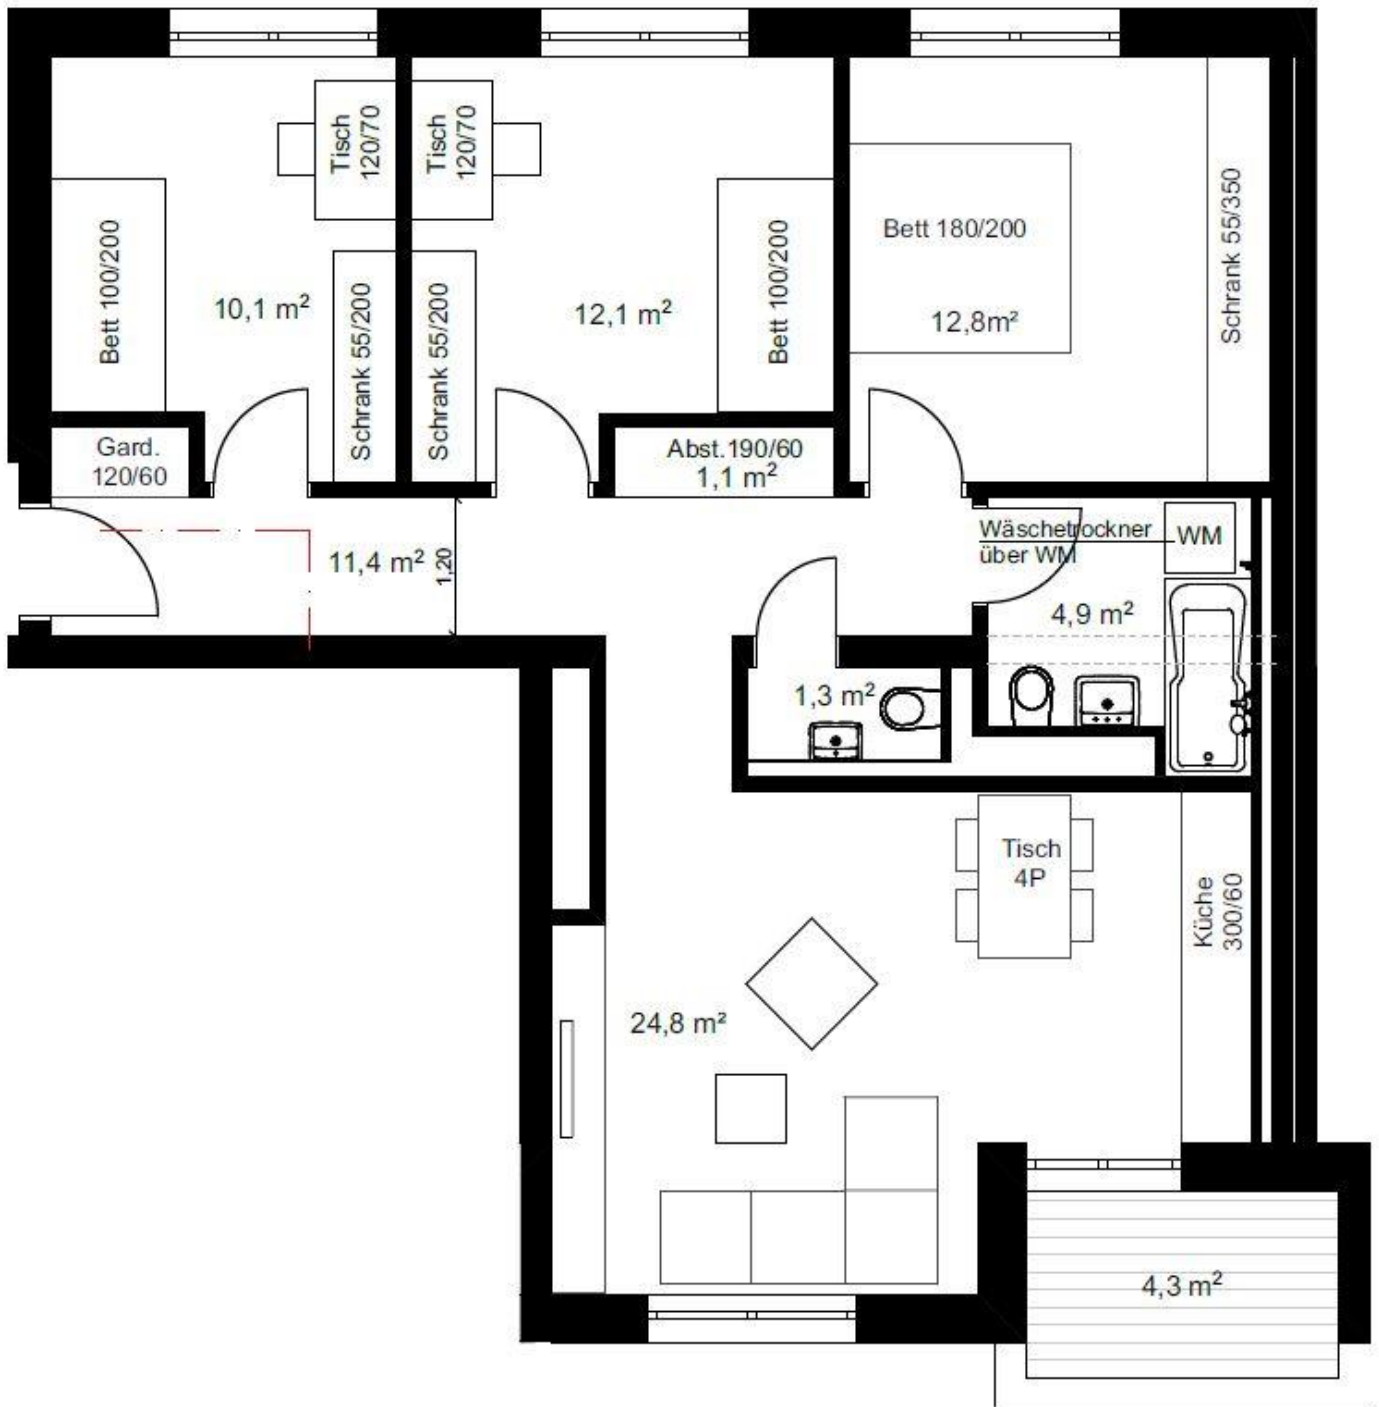 Tisch
120/70
Tisch
120/70
Bett 100/200
10,1 m²
Schrank 55/200
Schrank 55/200
12,1 m²
Bett 100/200
Bett 180/200
12,8m²
Schrank 55/350
Gard.
120/60
Abst.190/60
1,1 m²
11,4 m²
1,20
Wäschetrockner
über WM
WM
4,9 m²
1,3 m²
Tisch
4P
Küche
300/60
24,8 m²
4,3 m²